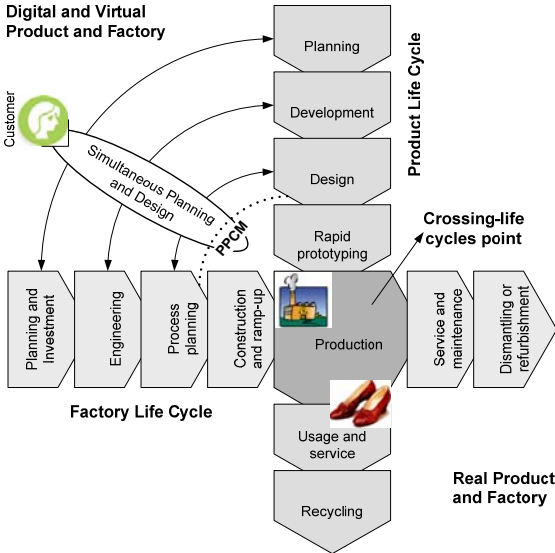 Digital and Virtual
Product and Factory
Customer
Simultaneous Planning
and Design
PPCM
Planning
Development
Design
Rapid
prototyping
Product Life Cycle
Crossing-life
cycles point
Planning and
Investment
Engineering
Process
planning
Construction
and ramp-up
Production
Service and
maintenance
Dismantling or
refurbishment
Factory Life Cycle
Usage and
service
Recycling
Real Product
and Factory